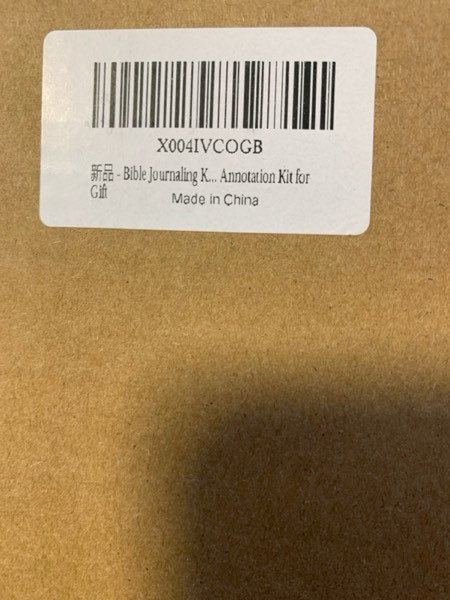 X004IVCOGB
新品 - Bible Journaling K... Annotation Kit for
Gift
Made in China